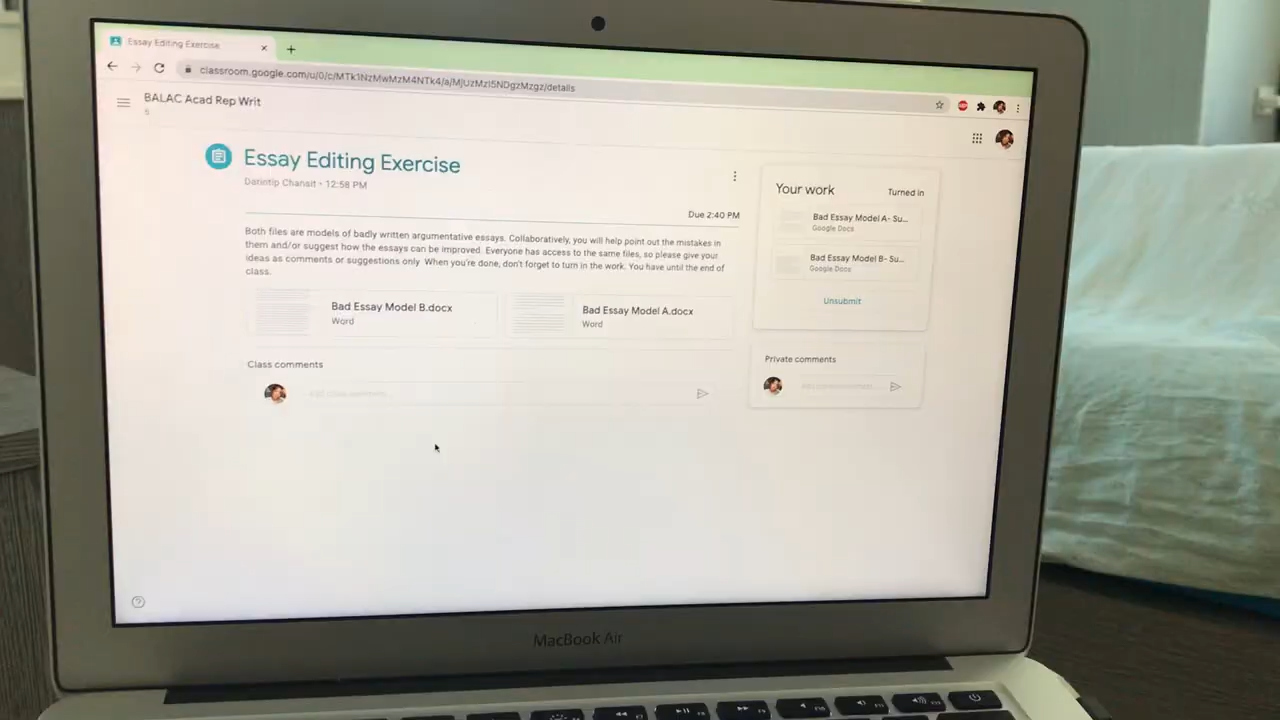 Essay Editing Exercise
classroom.google.com/u/0/c/MTk1NzMwMzM4NTk4/a/MjUzMzI5NDgzMzgz/details
BALAC Acad Rep Writ
5
Essay Editing Exercise
Darintip Chansit • 12:58 PM
Due 2:40 PM
Both files are models of badly written argumentative essays. Collaboratively, you will help point out the mistakes in
them and/or suggest how the essays can be improved. Everyone has access to the same files, so please give your
ideas as comments or suggestions only. When you're done, don't forget to turn in the work. You have until the end of
class.
Bad Essay Model B.docx
Word
Bad Essay Model A.docx
Word
Class comments
Add class comment...
Your work
Turned in
Bad Essay Model A- Su...
Google Docs
Bad Essay Model B- Su...
Google Docs
Unsubmit
Private comments
MacBook Air